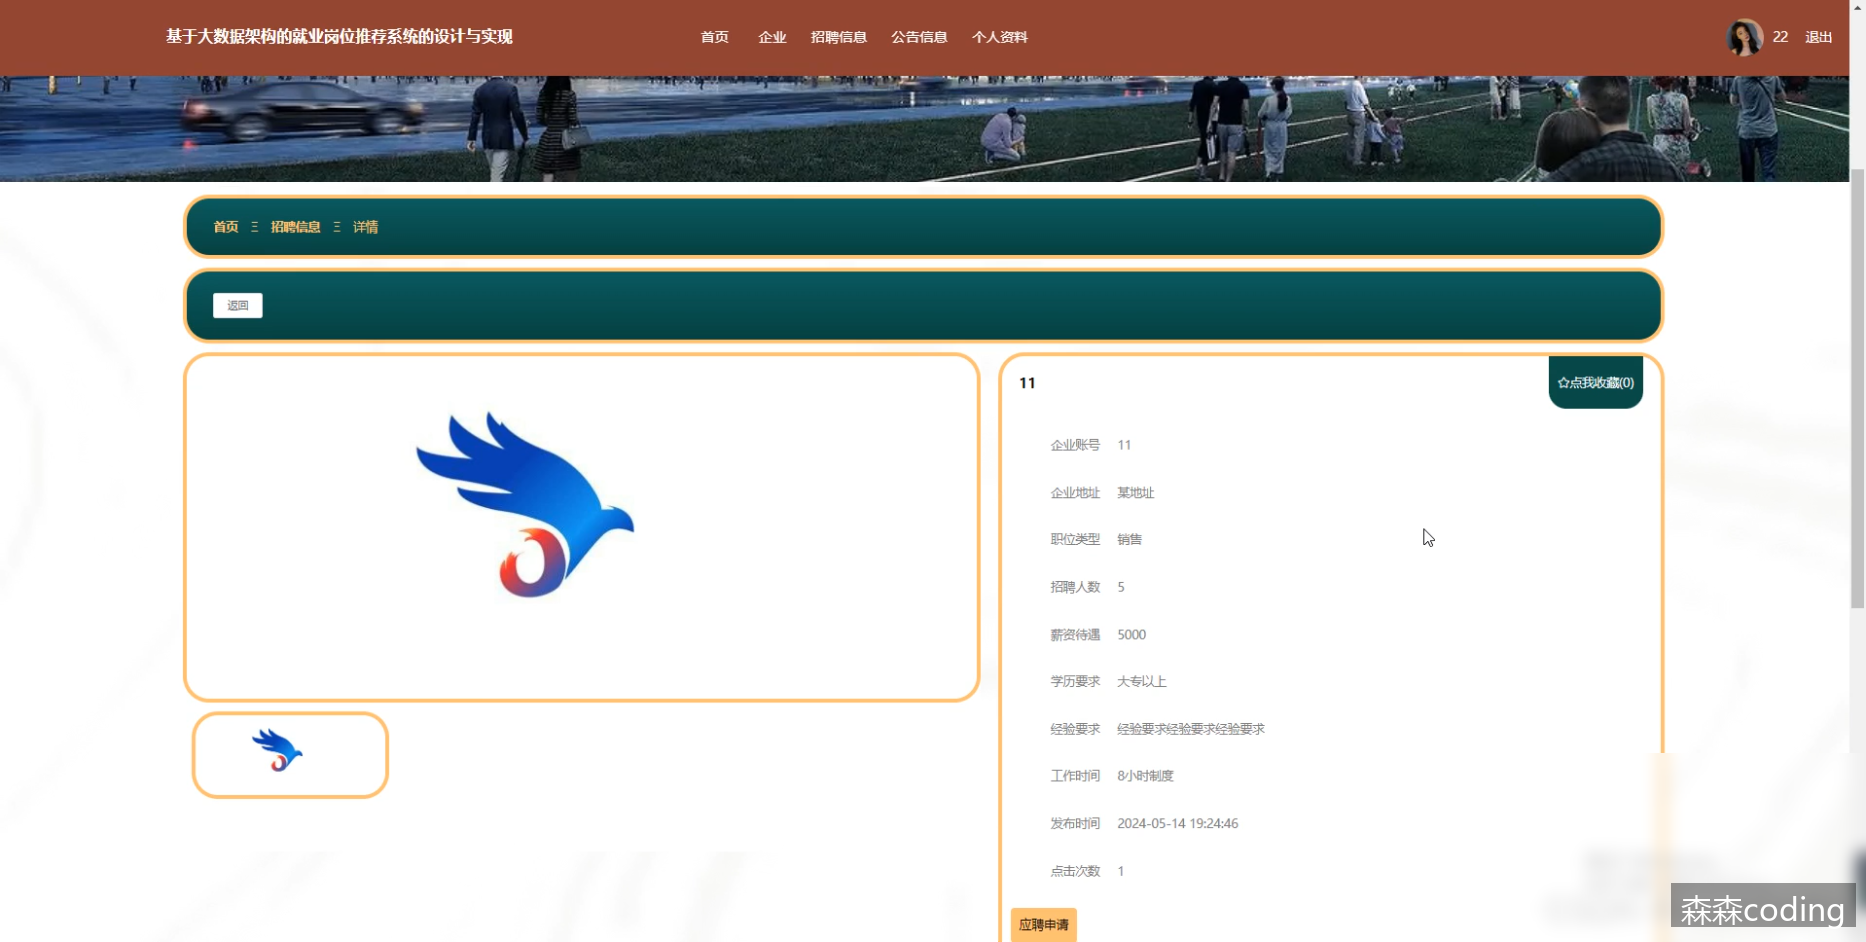 基于大数据架构的就业岗位推荐系统的设计与实现
首页 企业 招聘信息 公告信息 个人资料
22 退出
首页 Ξ 招聘信息 Ξ 详情
返回
11
☆点我收藏(0)
企业账号 11
企业地址 某地址
职位类型 销售
招聘人数 5
薪资待遇 5000
学历要求 大专以上
经验要求 经验要求经验要求经验要求
工作时间 8小时制度
发布时间 2024-05-14 19:24:46
点击次数 1
应聘申请
森森coding